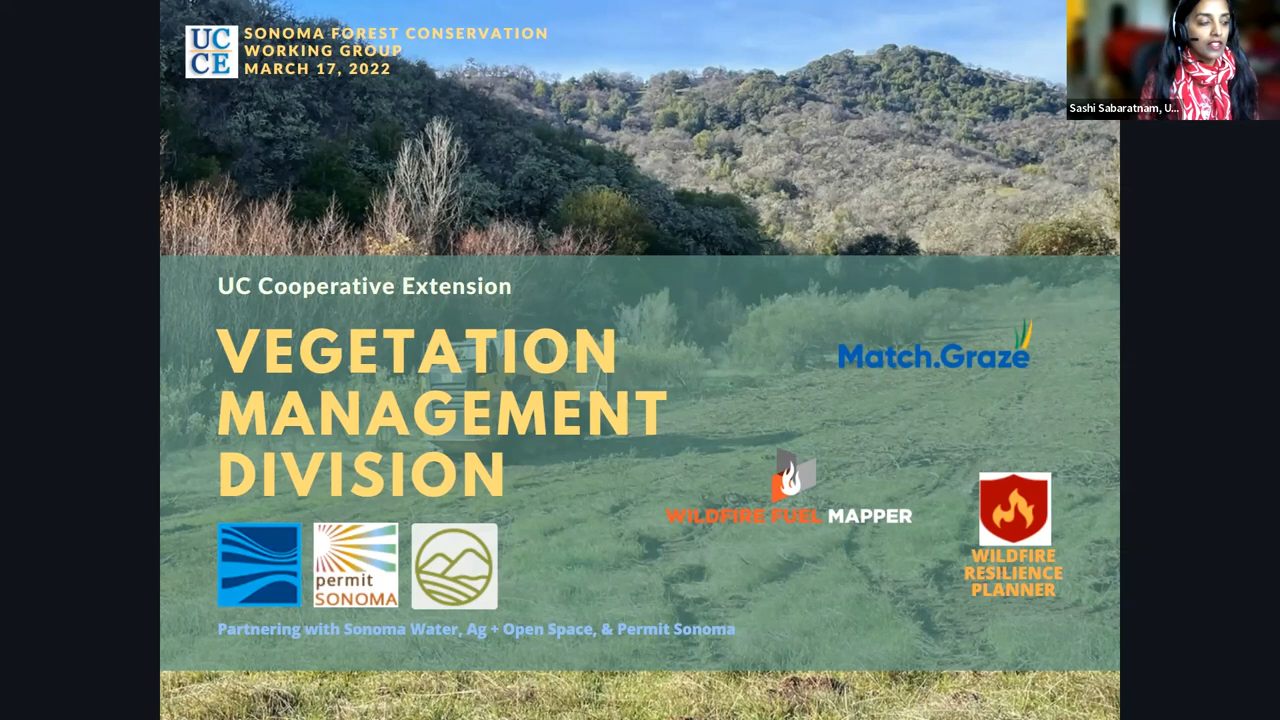 UC
CE
SONOMA FOREST CONSERVATION
WORKING GROUP
MARCH 17, 2022
Sashi Sabaratnam, U...
UC Cooperative Extension
VEGETATION
MANAGEMENT
DIVISION
Match.Graze
WILDFIRE FUEL MAPPER
WILDFIRE
RESILIENCE
PLANNER
permit
SONOMA
Partnering with Sonoma Water, Ag + Open Space, & Permit Sonoma